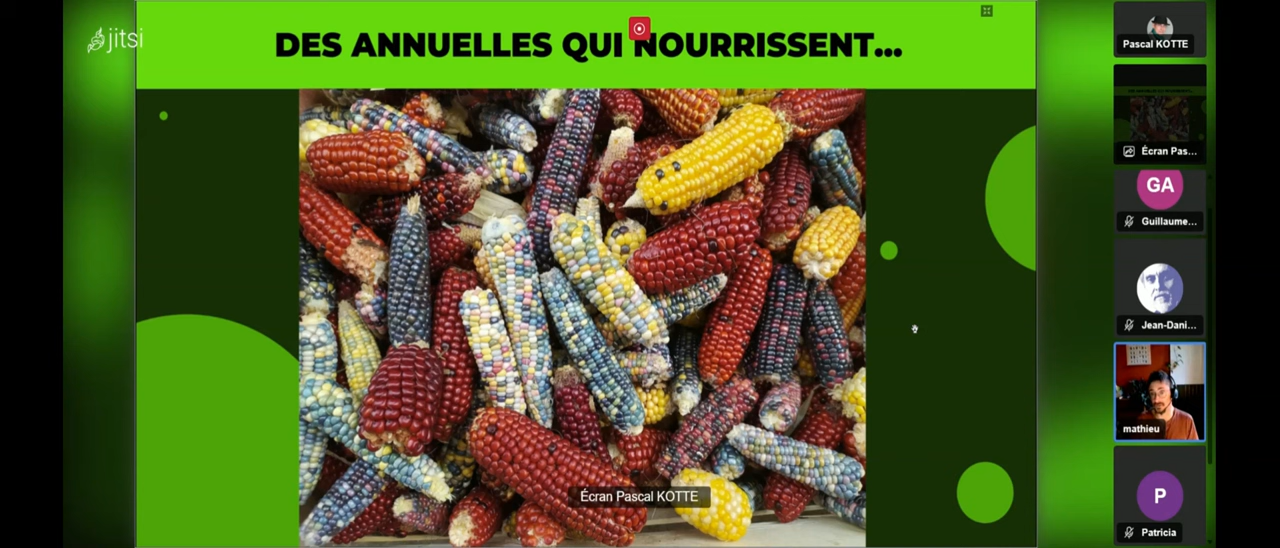 jitsi
DES ANNUELLES QUI NOURRISSENT...
Écran Pascal KOTTE
Pascal KOTTE
Écran Pas...
GA
Guillaume...
Jean-Dani...
mathieu
P
Patricia